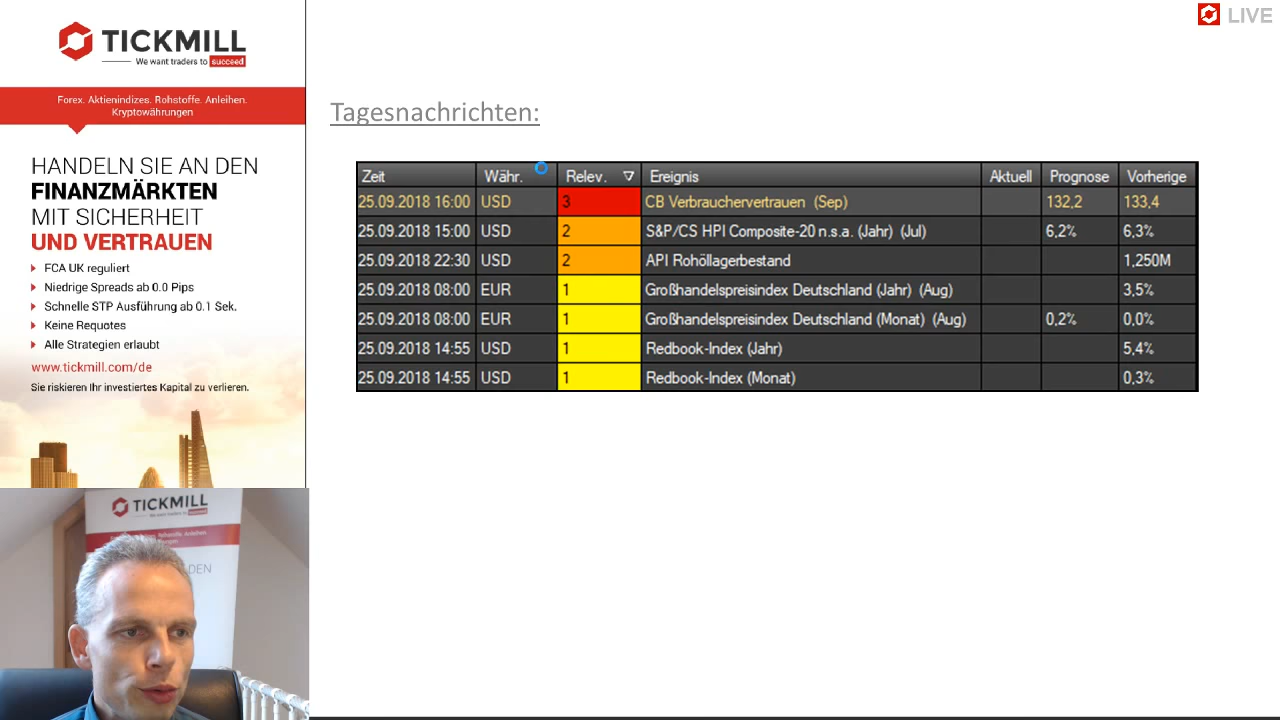 TICKMILL
We want traders to succeed
Forex. Aktienindizes. Rohstoffe. Anleihen.
Kryptowährungen
HANDELN SIE AN DEN
FINANZMÄRKTEN
MIT SICHERHEIT
UND VERTRAUEN
FCA UK reguliert
Niedrige Spreads ab 0.0 Pips
Schnelle STP Ausführung ab 0.1 Sek.
Keine Requotes
Alle Strategien erlaubt
www.tickmill.com/de
Sie riskieren Ihr investiertes Kapital zu verlieren.
LIVE
Tagesnachrichten:
Zeit Währ. Relev. Ereignis Aktuell Prognose Vorherige
25.09.2018 16:00 USD 3 CB Verbrauchervertrauen (Sep) 132,2 133,4
25.09.2018 15:00 USD 2 S&P/CS HPI Composite-20 n.s.a. (Jahr) (Jul) 6,2% 6,3%
25.09.2018 22:30 USD 2 API Rohöllagerbestand 1,250M
25.09.2018 08:00 EUR 1 Großhandelspreisindex Deutschland (Jahr) (Aug) 3,5%
25.09.2018 08:00 EUR 1 Großhandelspreisindex Deutschland (Monat) (Aug) 0,2% 0,0%
25.09.2018 14:55 USD 1 Redbook-Index (Jahr) 5,4%
25.09.2018 14:55 USD 1 Redbook-Index (Monat) 0,3%
TICKMILL
We want traders to succeed
DEN